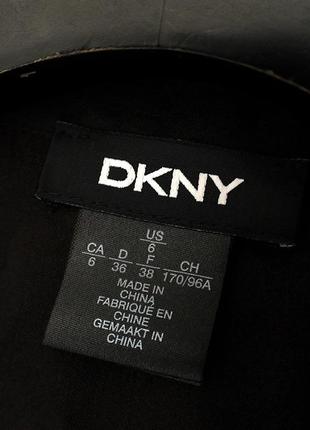 DKNY
US
6
CA D F CH
6 36 38 170/96A
MADE IN
CHINA
FABRIQUÉ EN
CHINE
GEMAAKT IN
CHINA